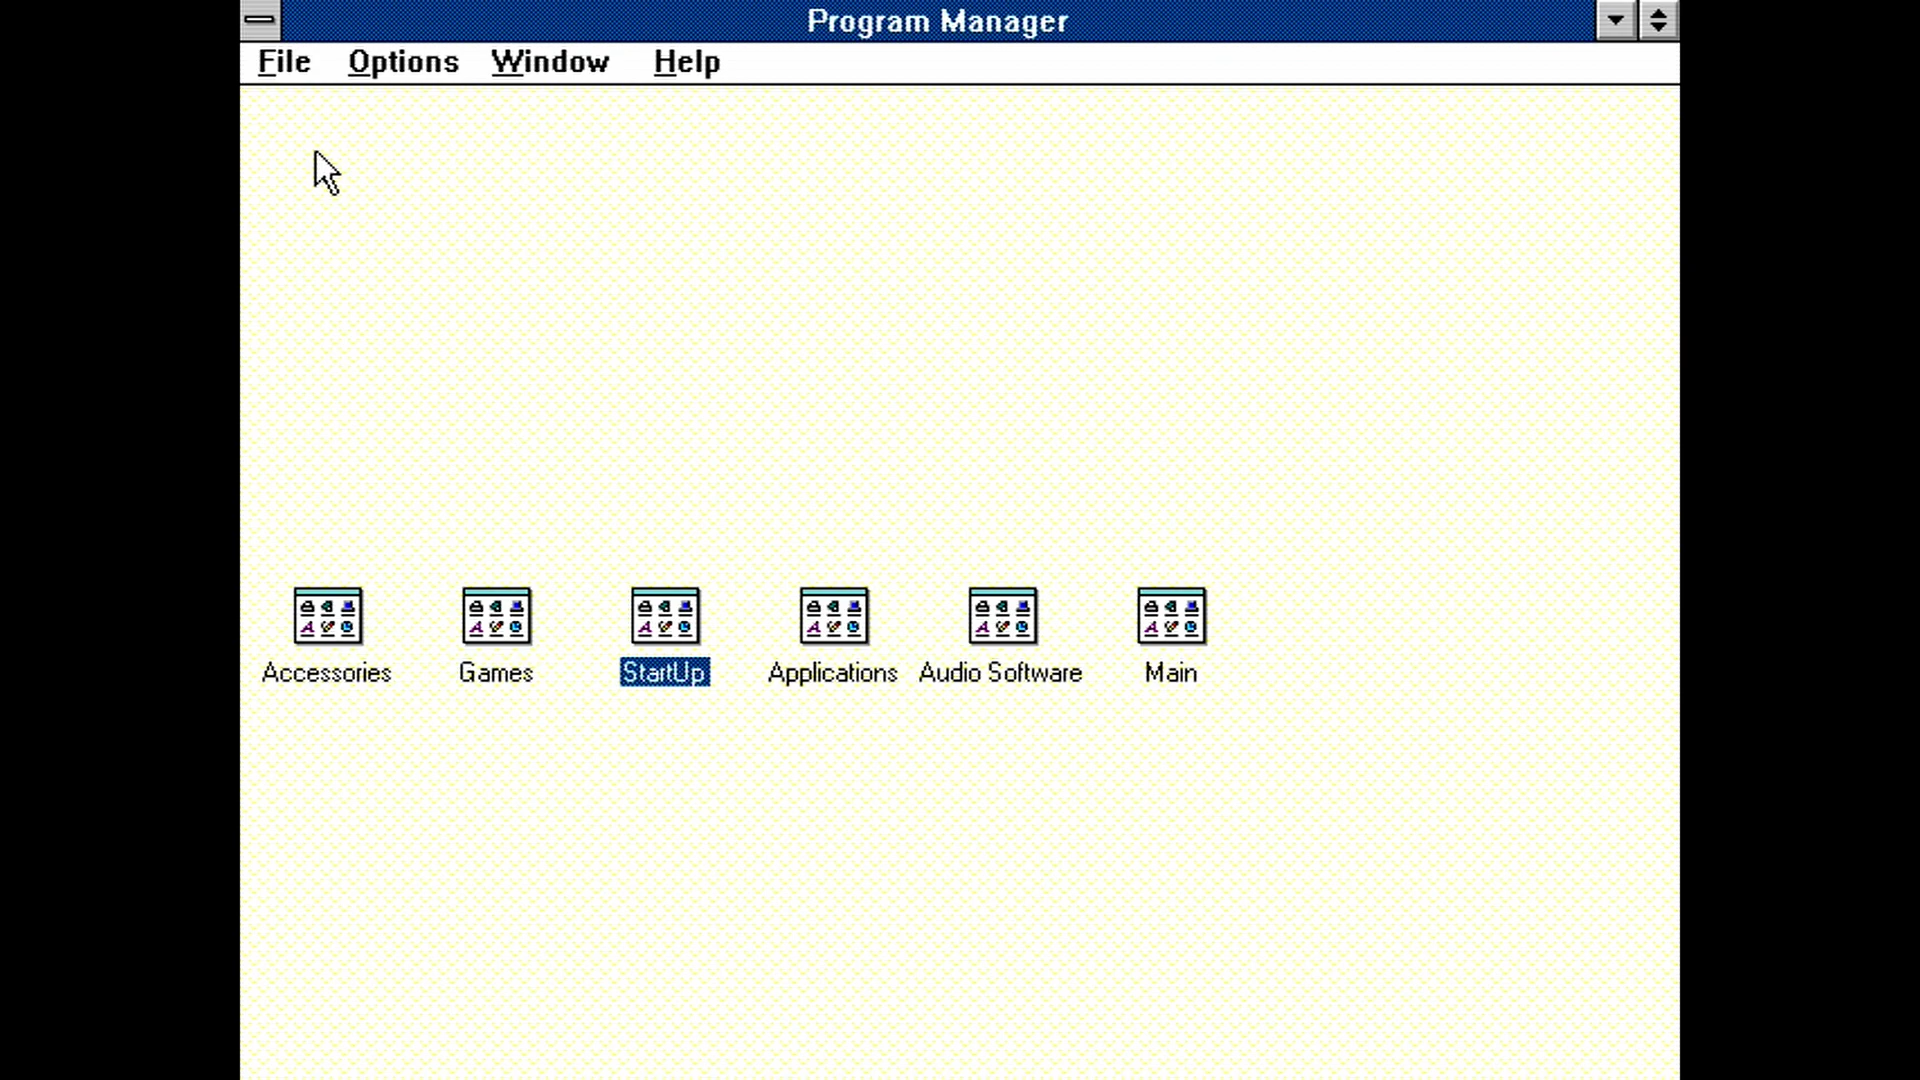 Program Manager
File Options Window Help
Accessories Games StartUp Applications Audio Software Main